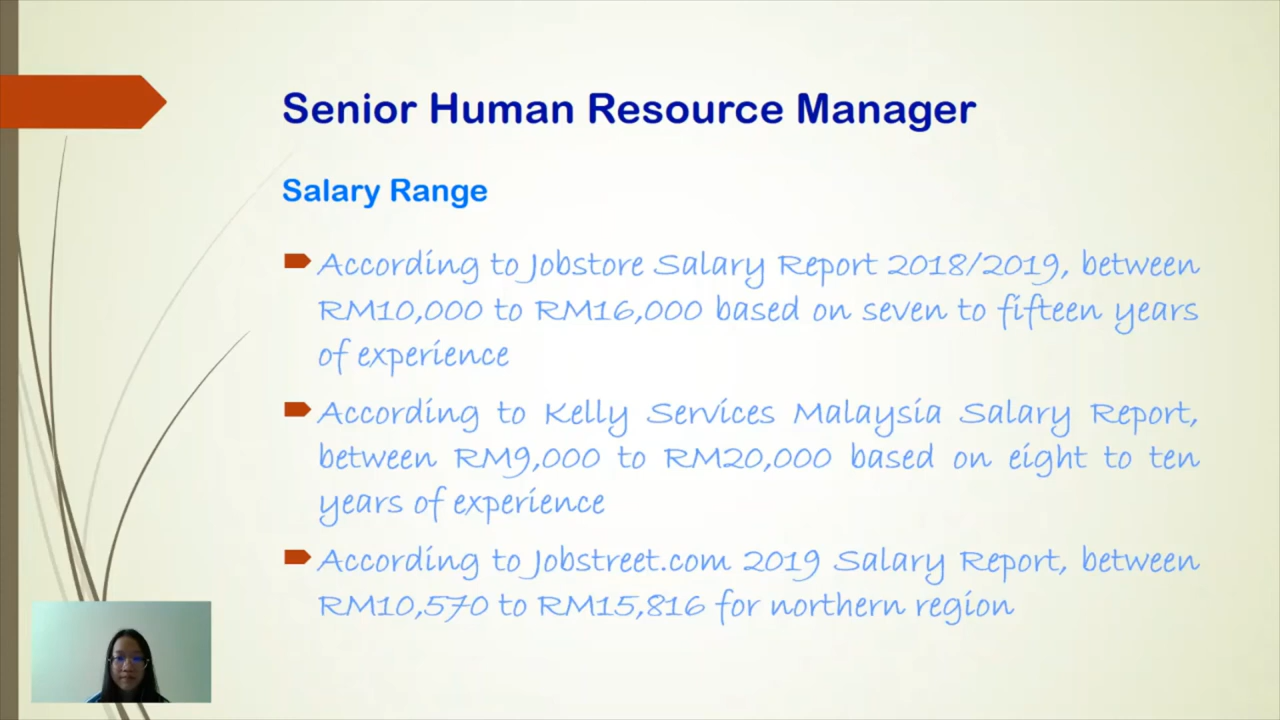 Senior Human Resource Manager
Salary Range
According to Jobstore Salary Report 2018/2019, between
RM10,000 to RM16,000 based on seven to fifteen years
of experience
According to Kelly Services Malaysia Salary Report,
between RM9,000 to RM20,000 based on eight to ten
years of experience
According to Jobstreet.com 2019 Salary Report, between
RM10,570 to RM15,816 for northern region